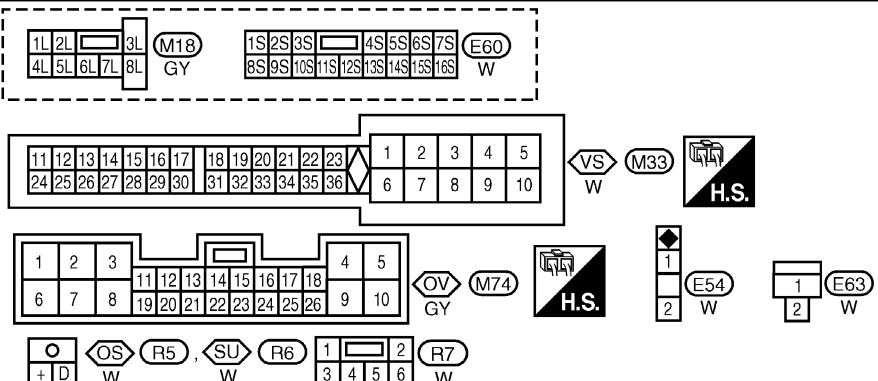 1L 2L 3L M18 1S 2S 3S 4S 5S 6S 7S E60
4L 5L 6L 7L 8L GY 8S 9S 10S 11S 12S 13S 14S 15S 16S W
11 12 13 14 15 16 17 18 19 20 21 22 23 1 2 3 4 5 VS M33
24 25 26 27 28 29 30 31 32 33 34 35 36 6 7 8 9 10 W H.S.
1 2 3 4 5
11 12 13 14 15 16 17 18 OV M74 1 E54 1 E63
6 7 8 19 20 21 22 23 24 25 26 9 10 GY H.S. 2 W 2 W
OS R5 , SU R6 1 2 R7
+ D W W 3 4 5 6 W